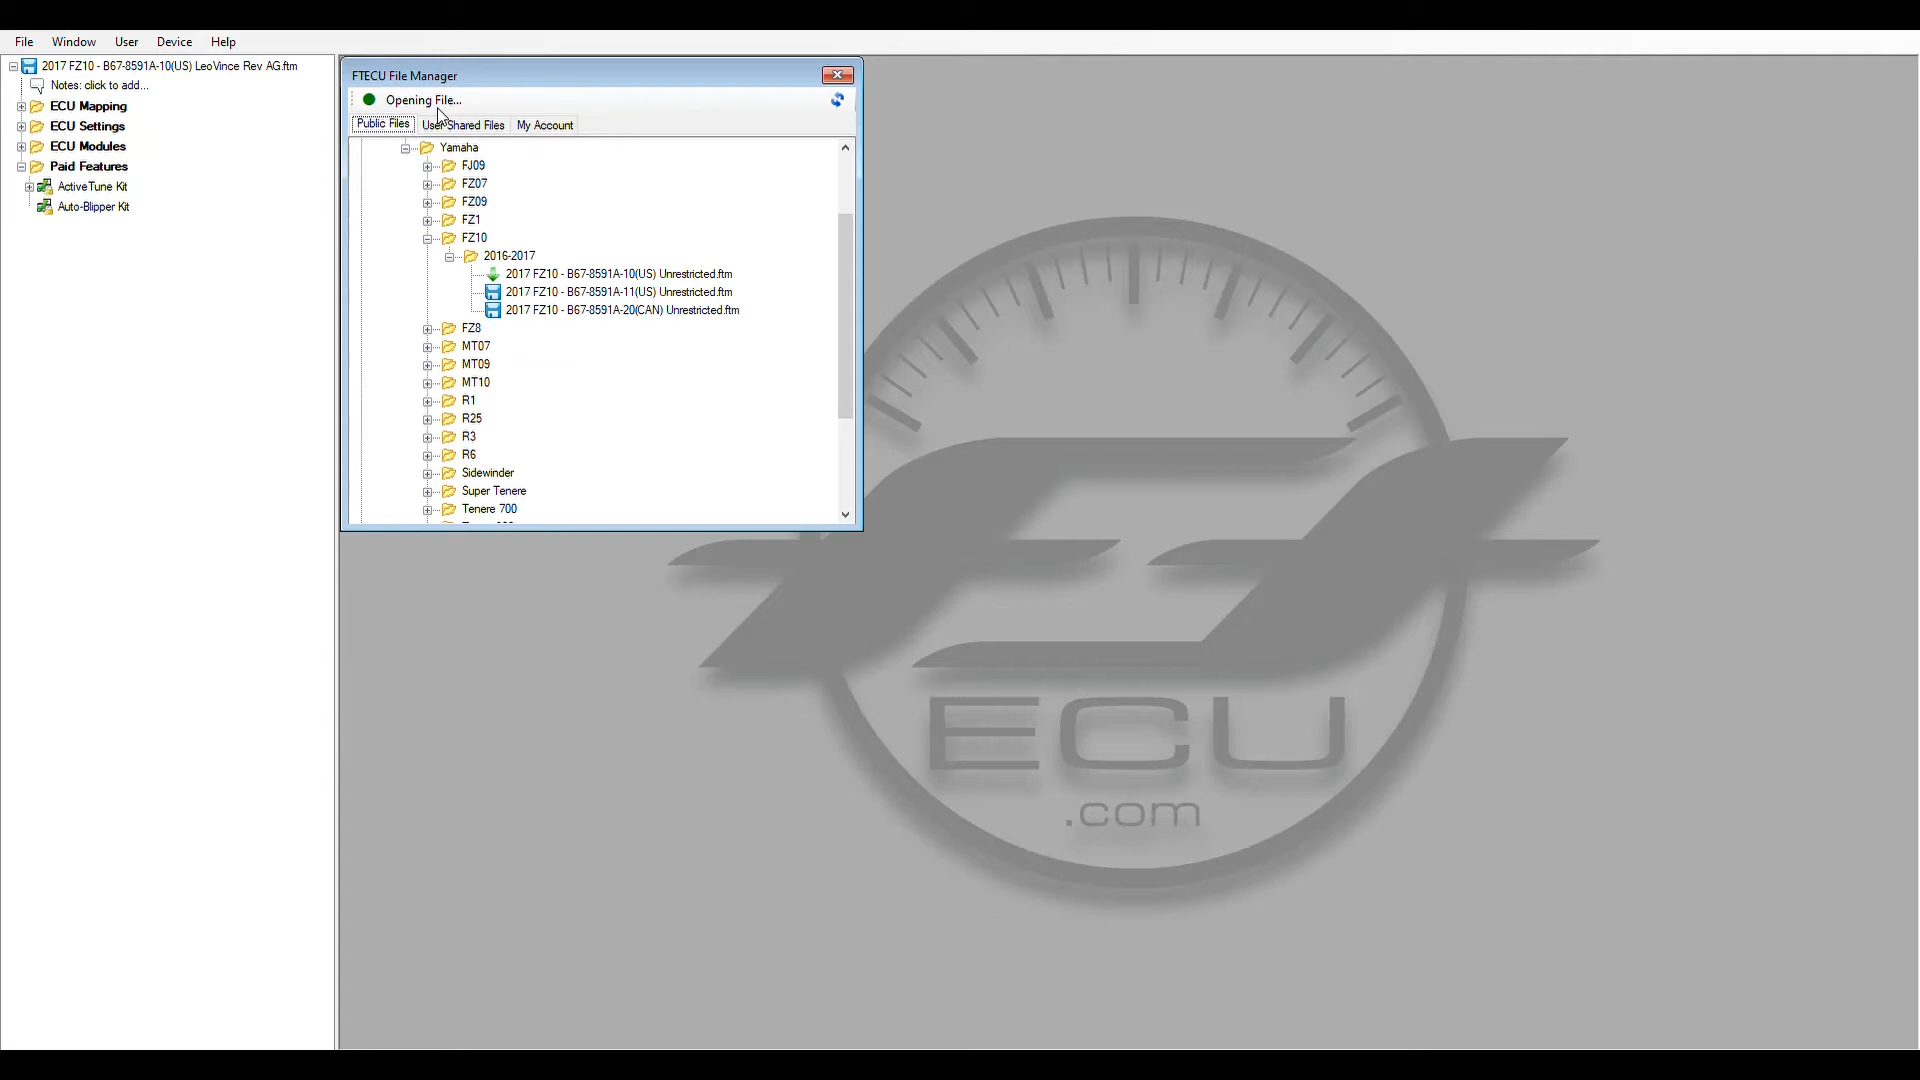 File Window User Device Help
2017 FZ10 - B67-8591A-10(US) LeoVince Rev AG.ftm
Notes: click to add...
ECU Mapping
ECU Settings
ECU Modules
Paid Features
ActiveTune Kit
Auto-Blipper Kit
FTECU File Manager
Opening File...
Public Files User Shared Files My Account
Yamaha
FJ09
FZ07
FZ09
FZ1
FZ10
2016-2017
2017 FZ10 - B67-8591A-10(US) Unrestricted.ftm
2017 FZ10 - B67-8591A-11(US) Unrestricted.ftm
2017 FZ10 - B67-8591A-20(CAN) Unrestricted.ftm
FZ8
MT07
MT09
MT10
R1
R25
R3
R6
Sidewinder
Super Tenere
Tenere 700
ECU
.com